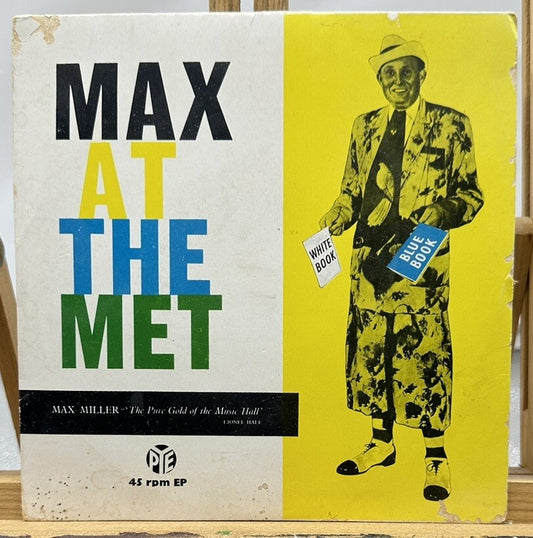 MAX
AT
THE
MET
WHITE
BOOK
BLUE
BOOK
MAX MILLER–'The Pure Gold of the Music Hall'
LIONEL HALE
PYE
45 rpm EP